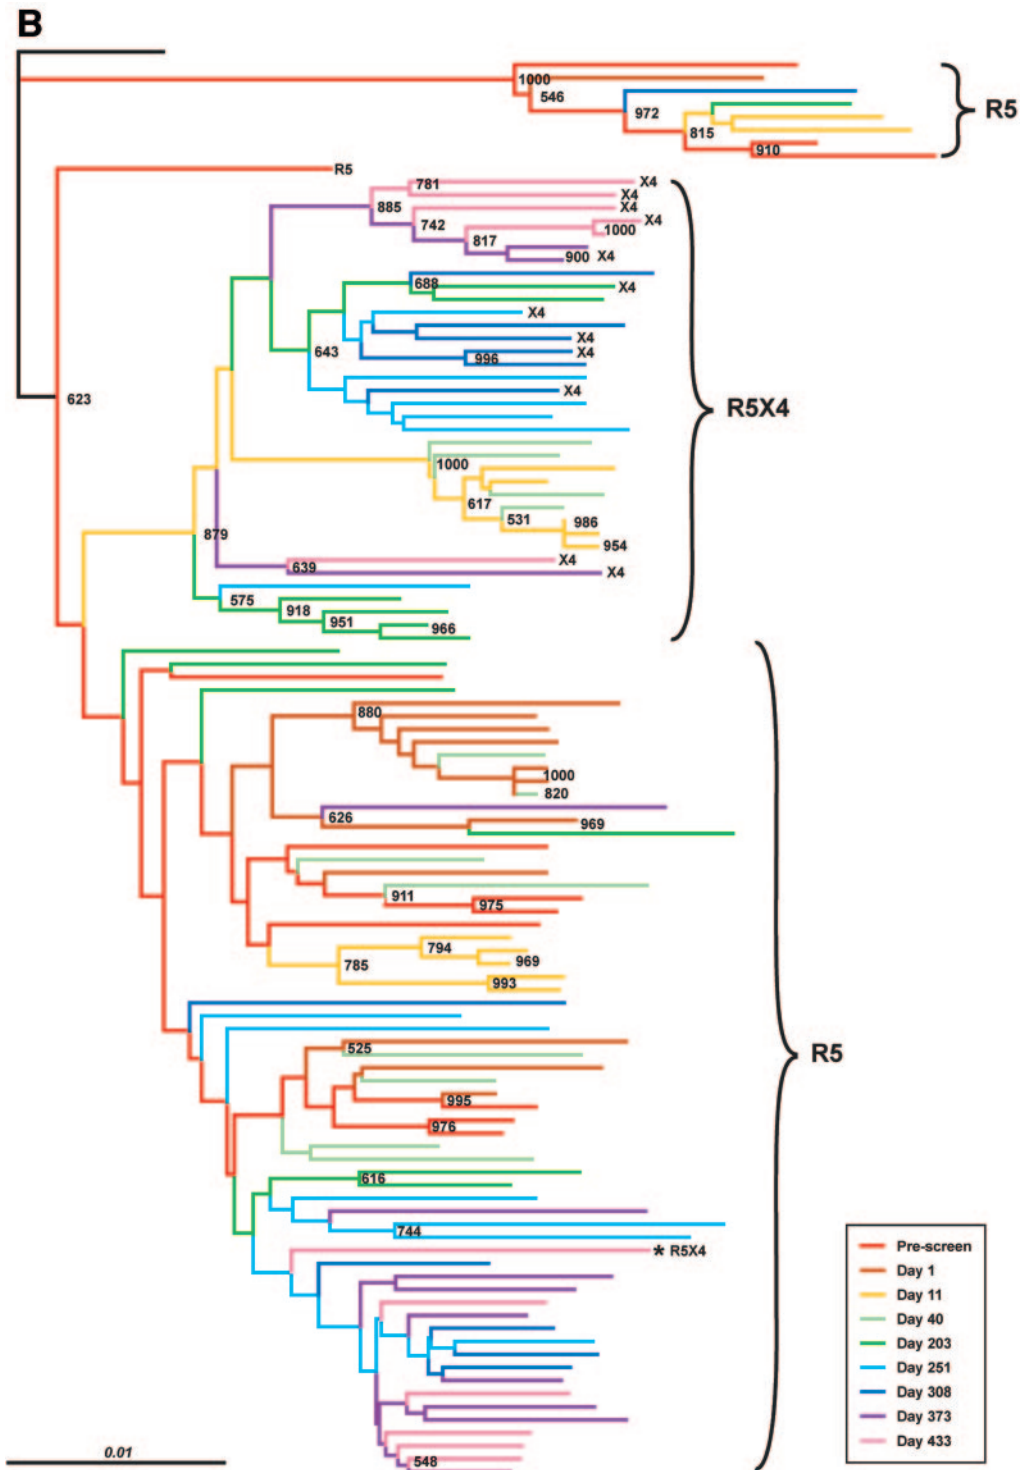 B
1000
546
R5
972
815
910
R5
781
X4
X4
885
X4
742
X4
1000
817
900 X4
688
X4
X4
643
X4
996
X4
X4
R5X4
623
1000
617
531
986
954
879
X4
639
X4
575
918
951
966
880
1000
820
626
969
911
975
794
969
785
993
525
R5
995
976
616
744
* R5X4
548
Pre-screen
Day 1
Day 11
Day 40
Day 203
Day 251
Day 308
Day 373
Day 433
0.01